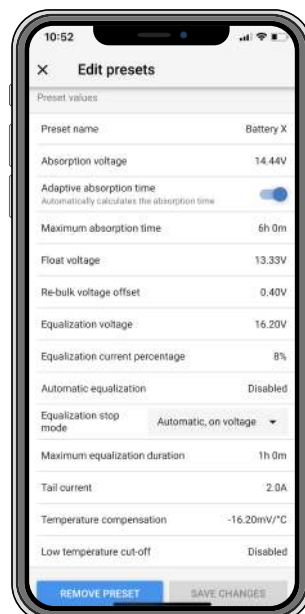 10:52
× Edit presets
Preset values
Preset name Battery X
Absorption voltage 14.44V
Adaptive absorption time
Automatically calculates the absorption time
Maximum absorption time 6h 0m
Float voltage 13.33V
Re-bulk voltage offset 0.40V
Equalization voltage 16.20V
Equalization current percentage 8%
Automatic equalization Disabled
Equalization stop mode Automatic, on voltage
Maximum equalization duration 1h 0m
Tail current 2.0A
Temperature compensation -16.20mV/°C
Low temperature cut-off Disabled
REMOVE PRESET SAVE CHANGES